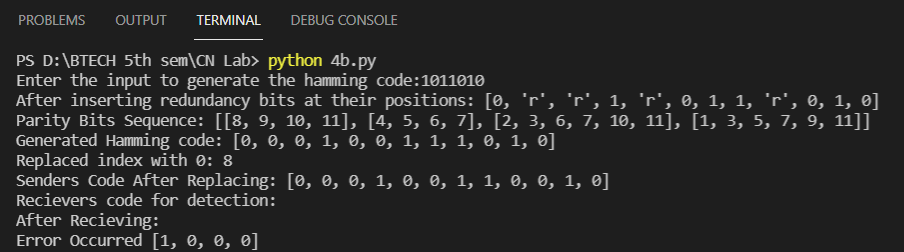 PROBLEMS OUTPUT TERMINAL DEBUG CONSOLE
PS D:\BTECH 5th sem\CN Lab> python 4b.py
Enter the input to generate the hamming code:1011010
After inserting redundancy bits at their positions: [0, 'r', 'r', 1, 'r', 0, 1, 1, 'r', 0, 1, 0]
Parity Bits Sequence: [[8, 9, 10, 11], [4, 5, 6, 7], [2, 3, 6, 7, 10, 11], [1, 3, 5, 7, 9, 11]]
Generated Hamming code: [0, 0, 0, 1, 0, 0, 1, 1, 1, 0, 1, 0]
Replaced index with 0: 8
Senders Code After Replacing: [0, 0, 0, 1, 0, 0, 1, 1, 0, 0, 1, 0]
Recievers code for detection:
After Recieving:
Error Occurred [1, 0, 0, 0]